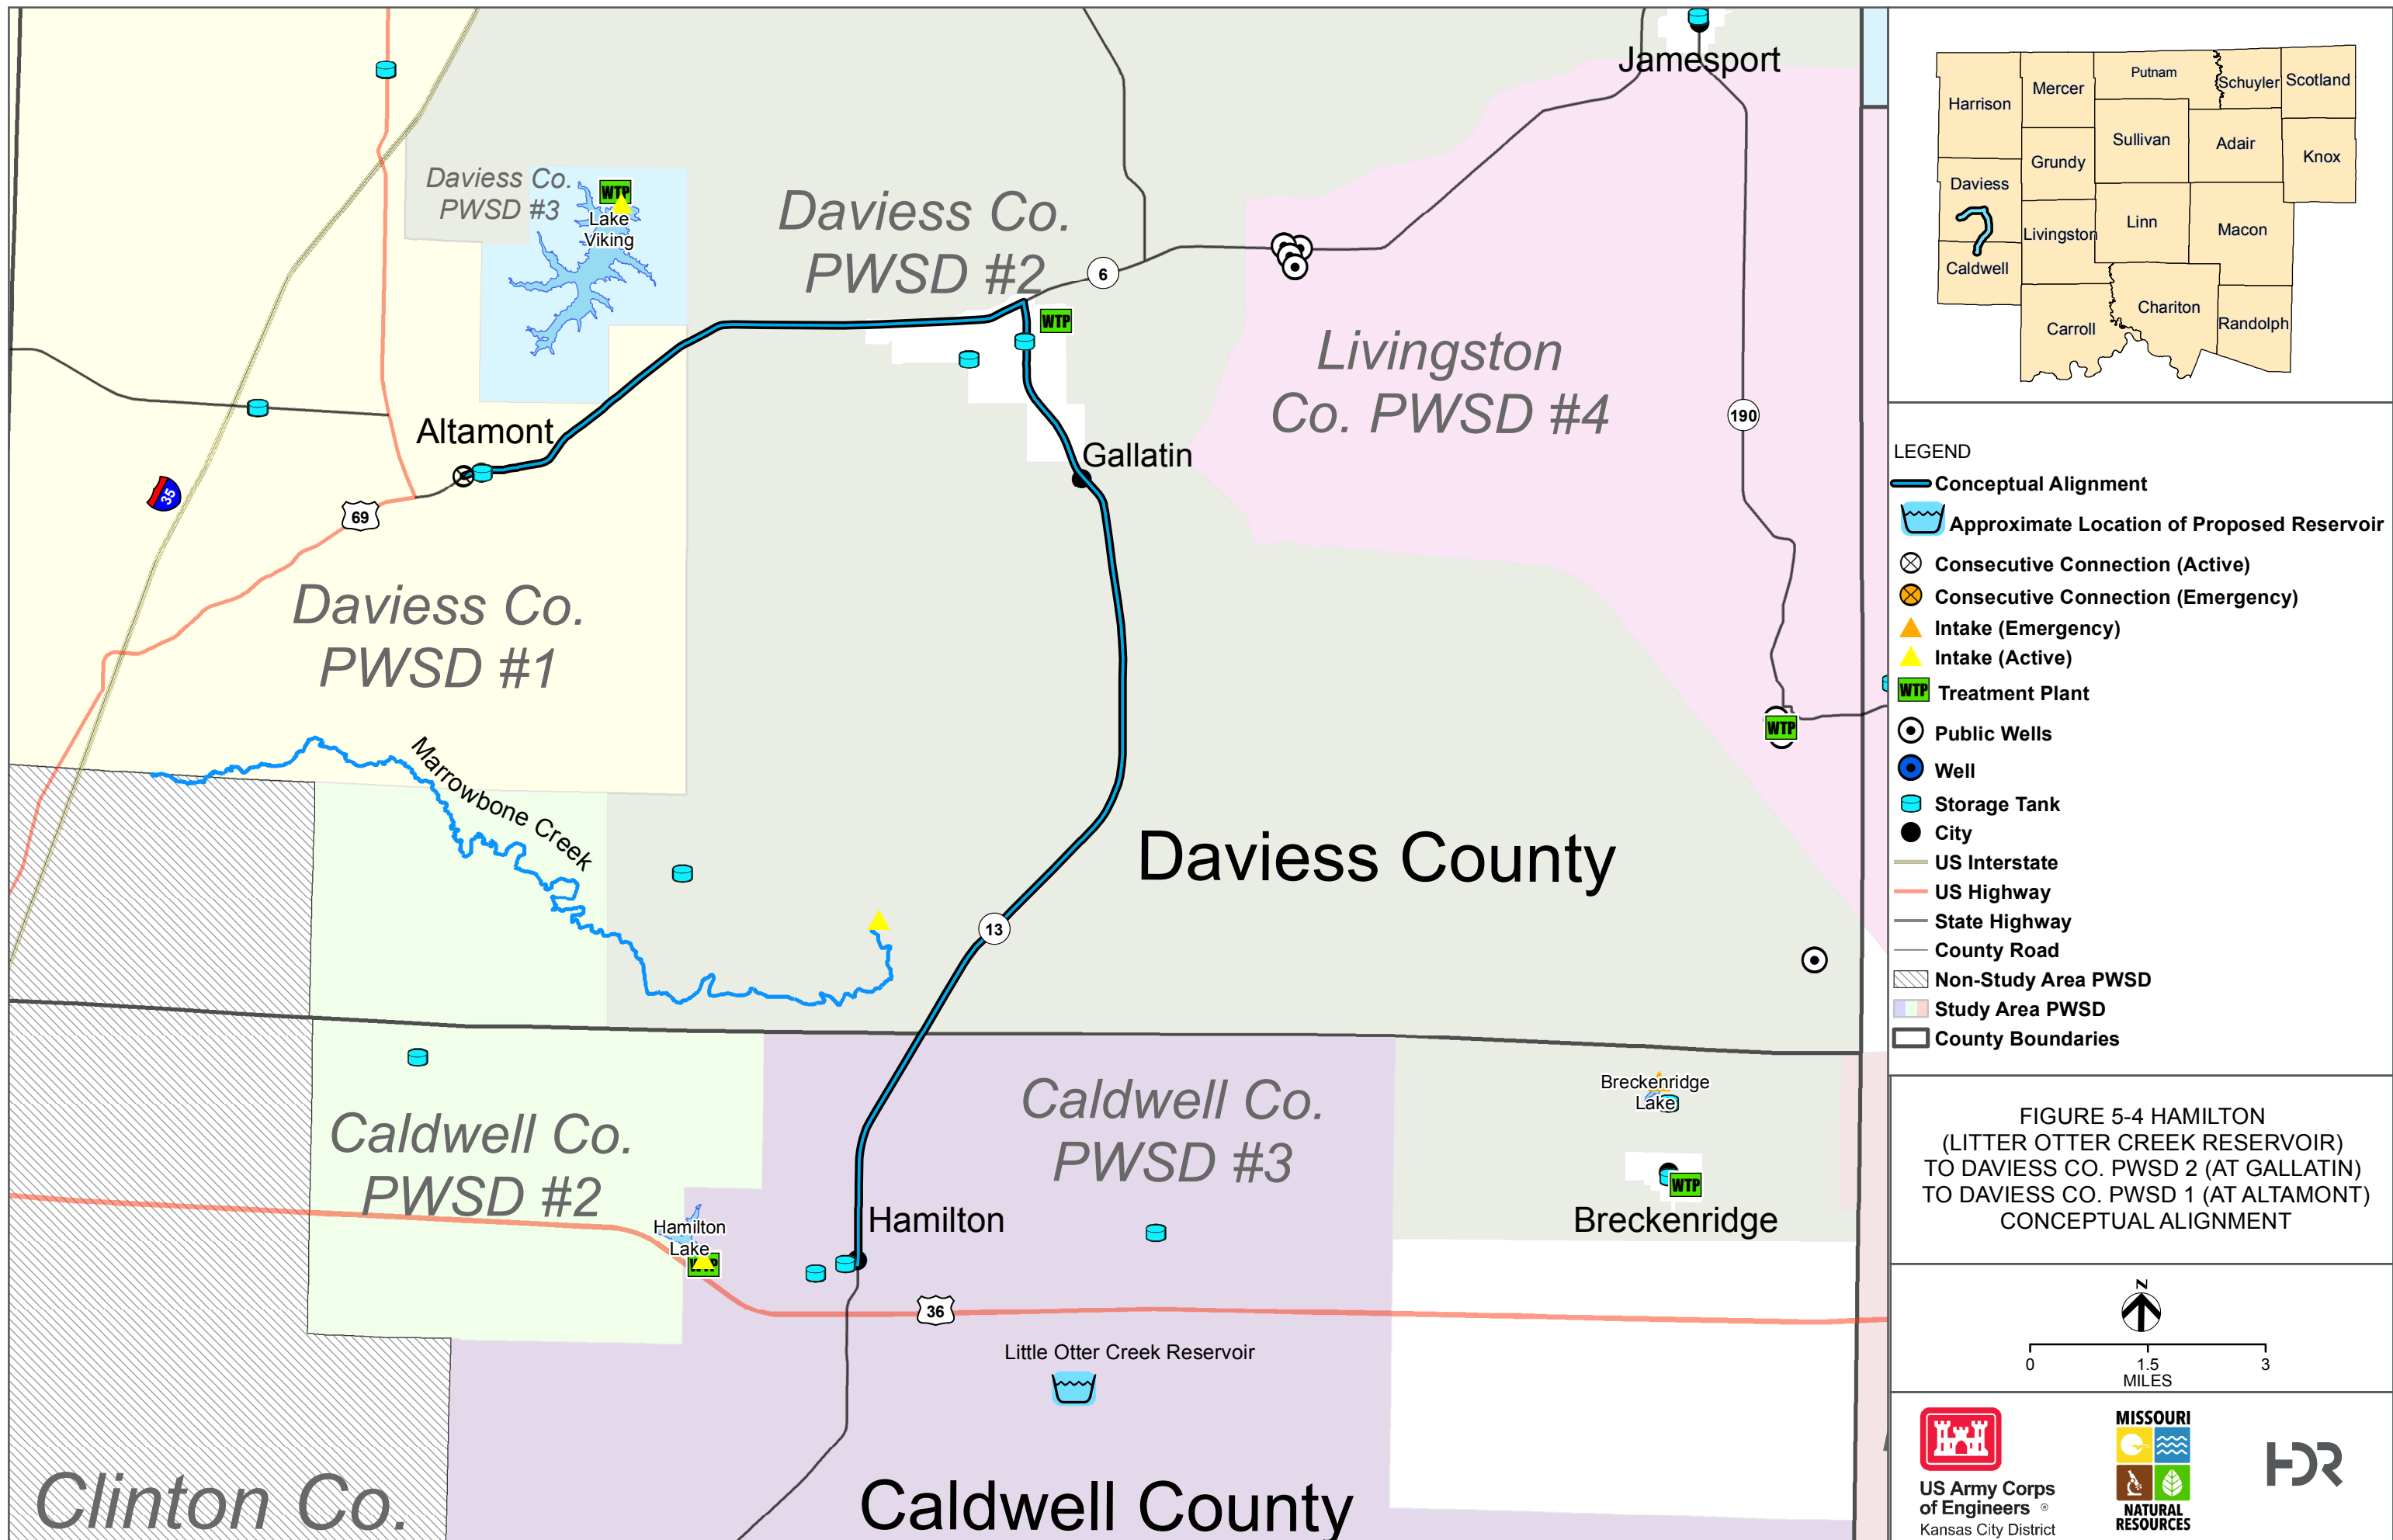 Jamesport
Daviess Co.
PWSD #3
WTP
Lake
Viking
Daviess Co.
PWSD #2
6
WTP
Livingston
Co. PWSD #4
190
Altamont
Gallatin
35
69
Daviess Co.
PWSD #1
WTP
Marrowbone Creek
Daviess County
13
Breckenridge
Lake
Caldwell Co.
PWSD #3
Caldwell Co.
PWSD #2
WTP
Hamilton
Lake
WTP
Hamilton
Breckenridge
36
Little Otter Creek Reservoir
Clinton Co.
Caldwell County
Harrison
Mercer
Putnam
Schuyler
Scotland
Sullivan
Adair
Knox
Grundy
Daviess
Livingston
Linn
Macon
Caldwell
Carroll
Chariton
Randolph
LEGEND
Conceptual Alignment
Approximate Location of Proposed Reservoir
Consecutive Connection (Active)
Consecutive Connection (Emergency)
Intake (Emergency)
Intake (Active)
WTP Treatment Plant
Public Wells
Well
Storage Tank
City
US Interstate
US Highway
State Highway
County Road
Non-Study Area PWSD
Study Area PWSD
County Boundaries
FIGURE 5-4 HAMILTON
(LITTER OTTER CREEK RESERVOIR)
TO DAVIESS CO. PWSD 2 (AT GALLATIN)
TO DAVIESS CO. PWSD 1 (AT ALTAMONT)
CONCEPTUAL ALIGNMENT
N
0 1.5 3
MILES
US Army Corps
of Engineers ®
Kansas City District
MISSOURI
NATURAL
RESOURCES
HDR